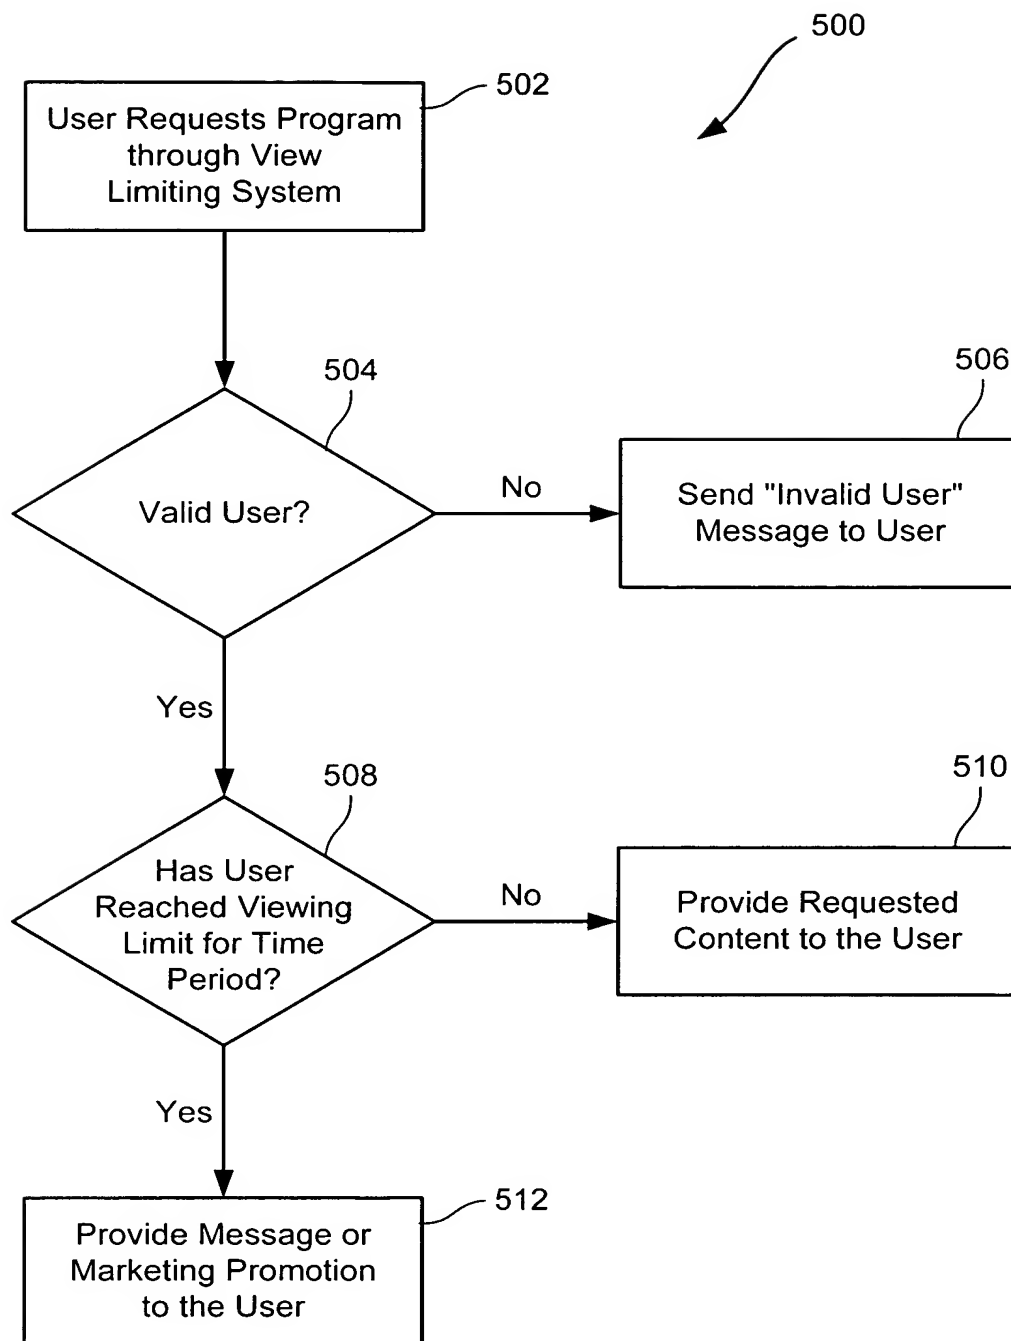 500
502
User Requests Program
through View
Limiting System
504
Valid User?
No
506
Send "Invalid User"
Message to User
Yes
508
Has User
Reached Viewing
Limit for Time
Period?
No
510
Provide Requested
Content to the User
Yes
512
Provide Message or
Marketing Promotion
to the User